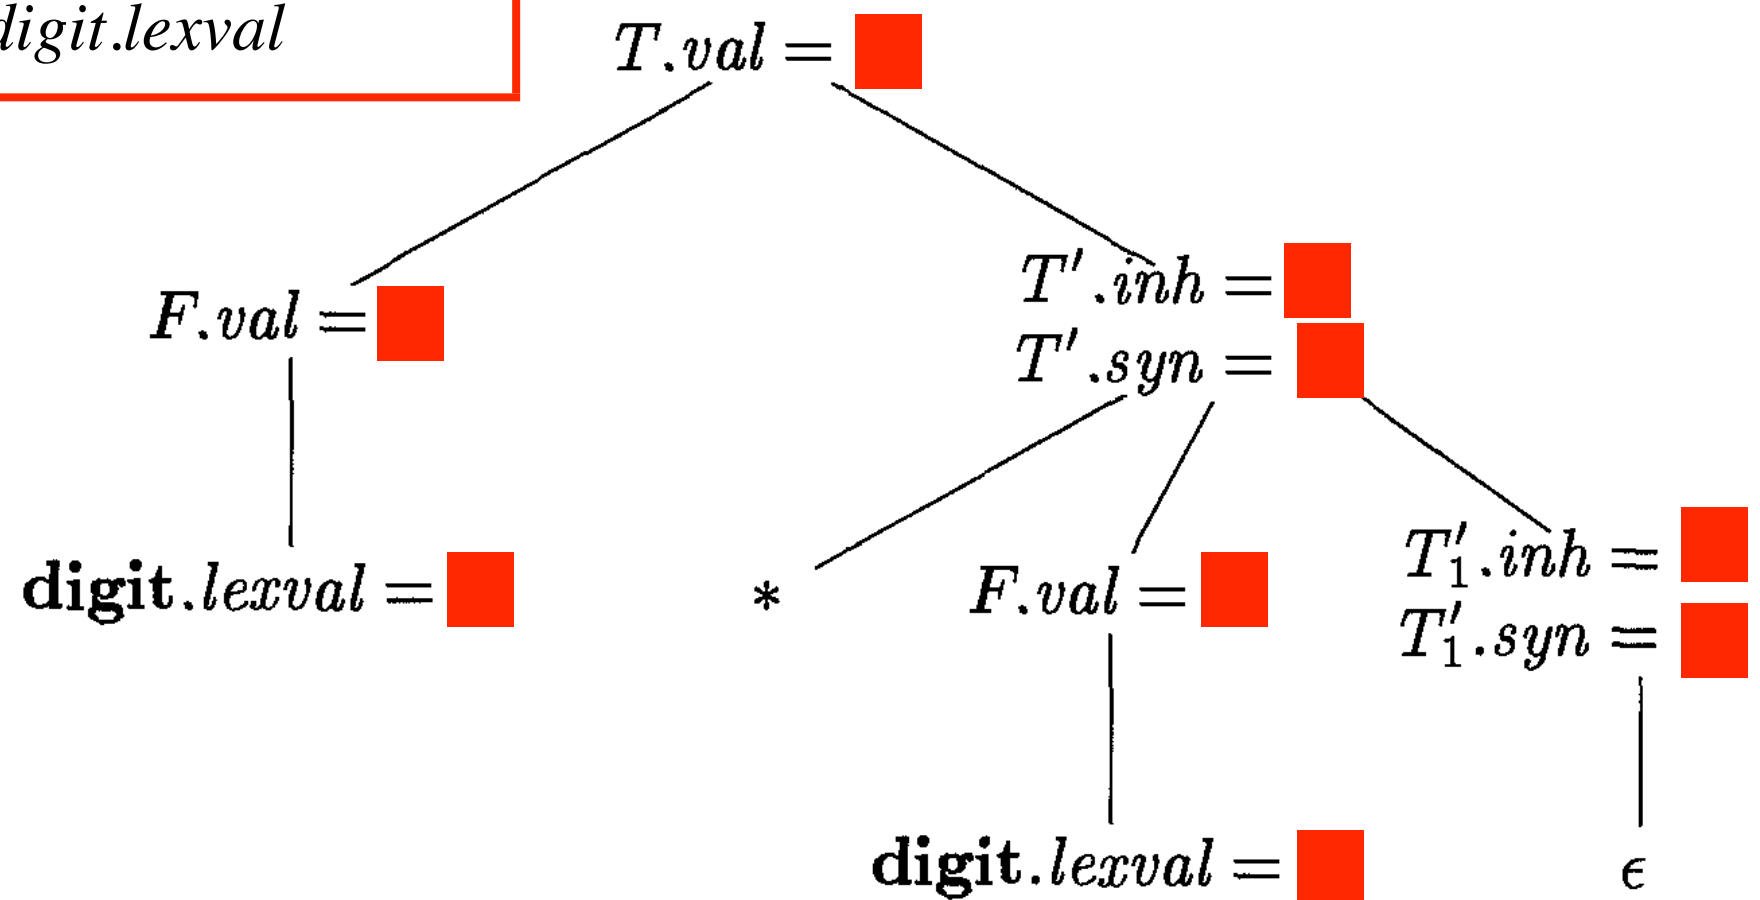 digit.lexval
T.val =
F.val =
T'.inh =
T'.syn =
digit.lexval =
*
F.val =
T'₁.inh =
T'₁.syn =
digit.lexval =
ϵ